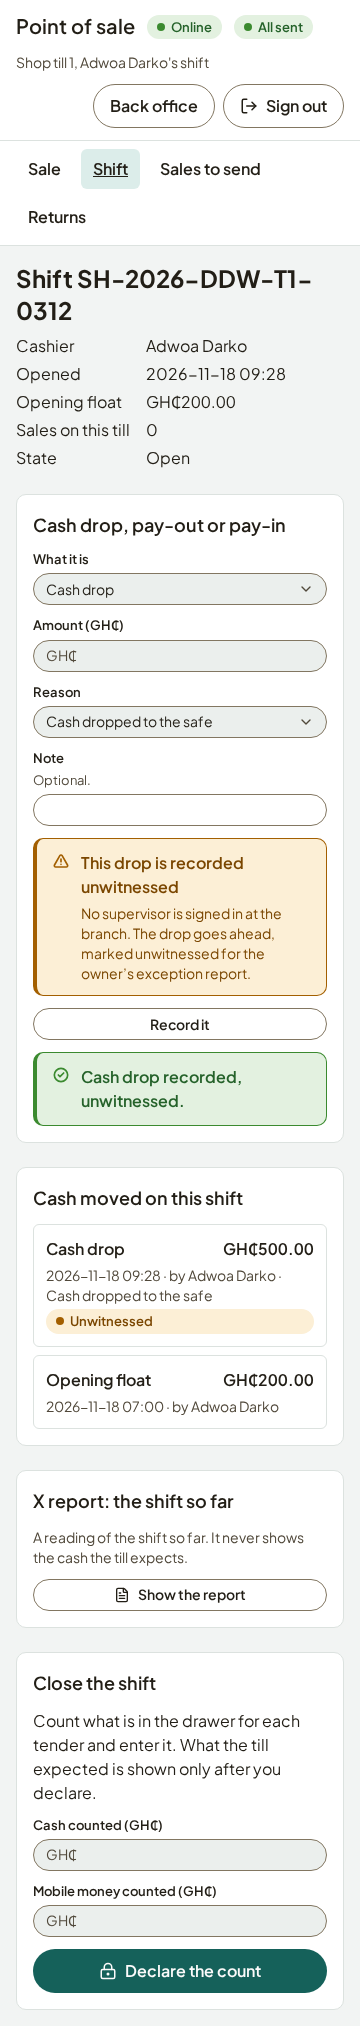 Point of sale
Online
All sent
Shop till 1, Adwoa Darko's shift
Back office
Sign out
Sale
Shift
Sales to send
Returns
Shift SH-2026-DDW-T1-
0312
Cashier Adwoa Darko
Opened 2026-11-18 09:28
Opening float GH₵200.00
Sales on this till 0
State Open
Cash drop, pay-out or pay-in
What it is
Cash drop
Amount (GH₵)
GH₵
Reason
Cash dropped to the safe
Note
Optional.
This drop is recorded
unwitnessed
No supervisor is signed in at the
branch. The drop goes ahead,
marked unwitnessed for the
owner's exception report.
Record it
Cash drop recorded,
unwitnessed.
Cash moved on this shift
Cash drop GH₵500.00
2026-11-18 09:28 · by Adwoa Darko ·
Cash dropped to the safe
Unwitnessed
Opening float GH₵200.00
2026-11-18 07:00 · by Adwoa Darko
X report: the shift so far
A reading of the shift so far. It never shows
the cash the till expects.
Show the report
Close the shift
Count what is in the drawer for each
tender and enter it. What the till
expected is shown only after you
declare.
Cash counted (GH₵)
GH₵
Mobile money counted (GH₵)
GH₵
Declare the count